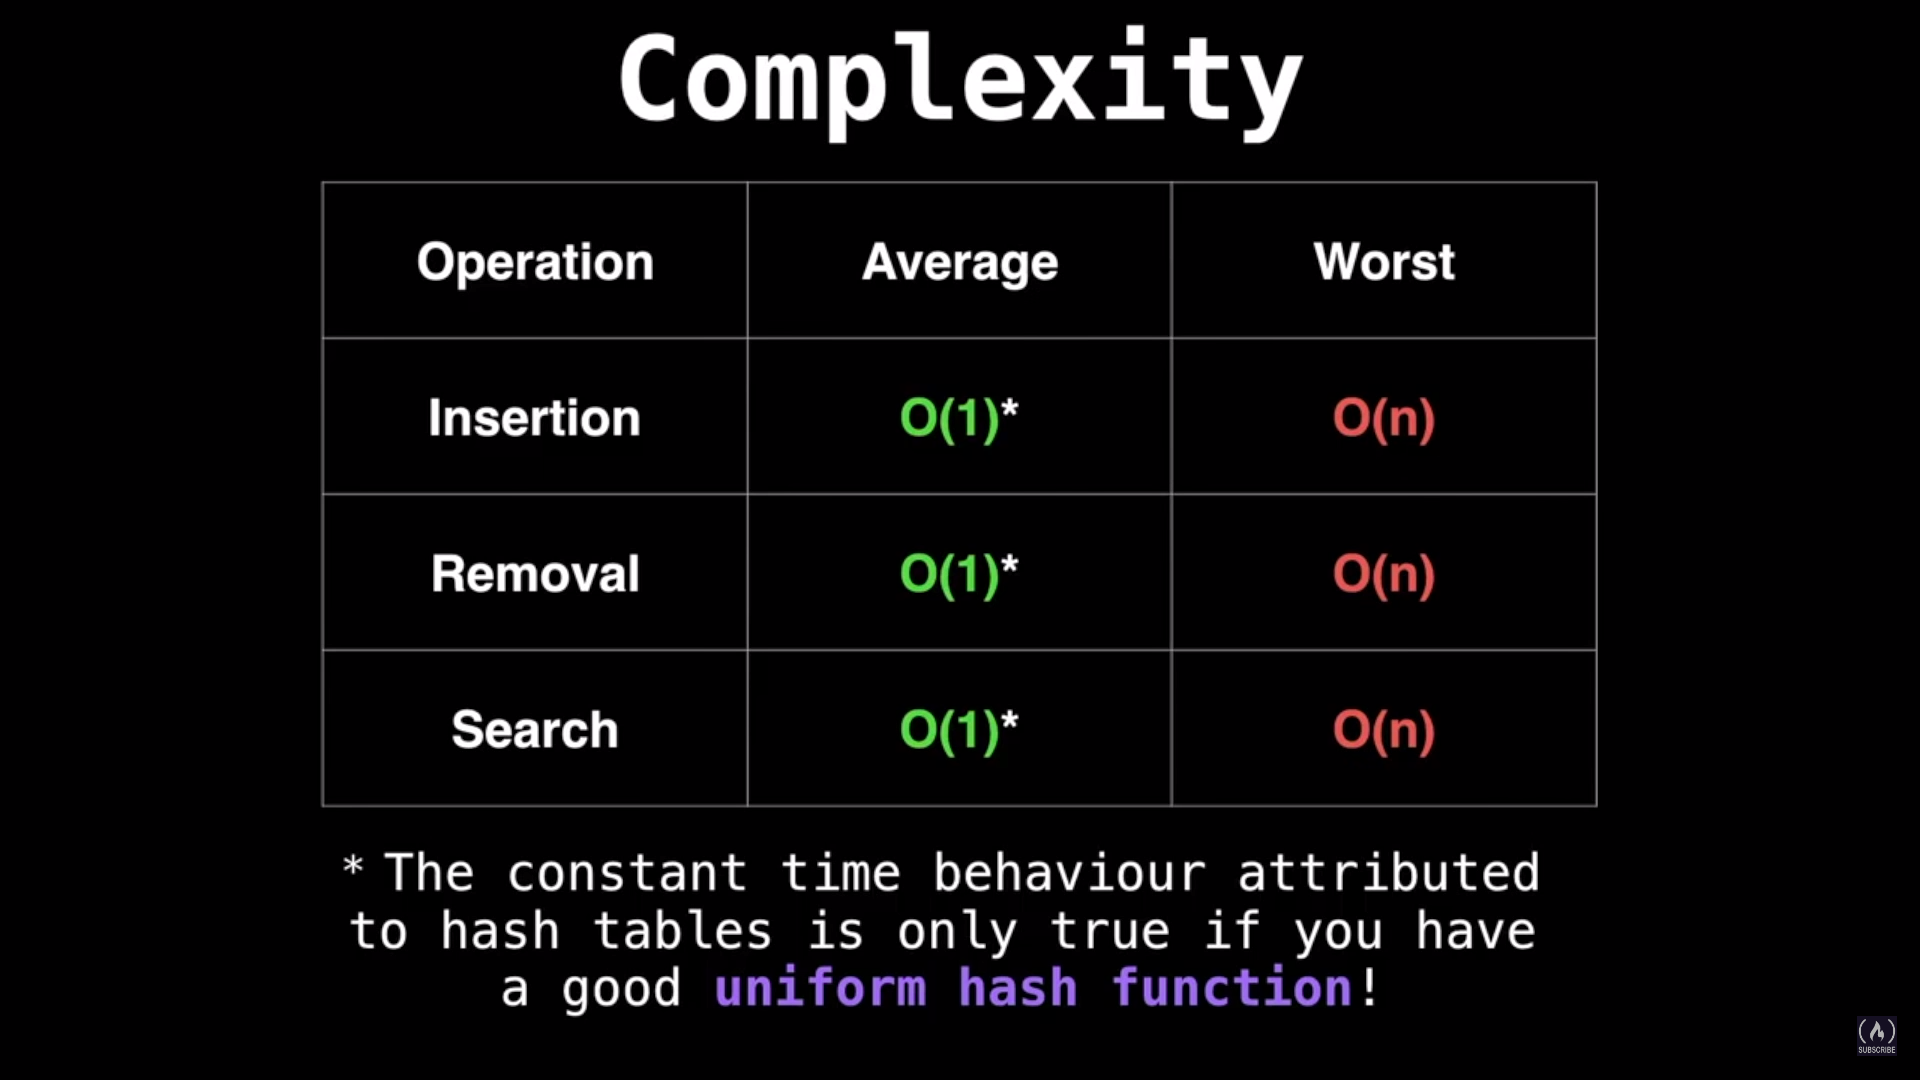 Complexity
Operation Average Worst
Insertion O(1)* O(n)
Removal O(1)* O(n)
Search O(1)* O(n)
* The constant time behaviour attributed
to hash tables is only true if you have
a good uniform hash function!
SUBSCRIBE